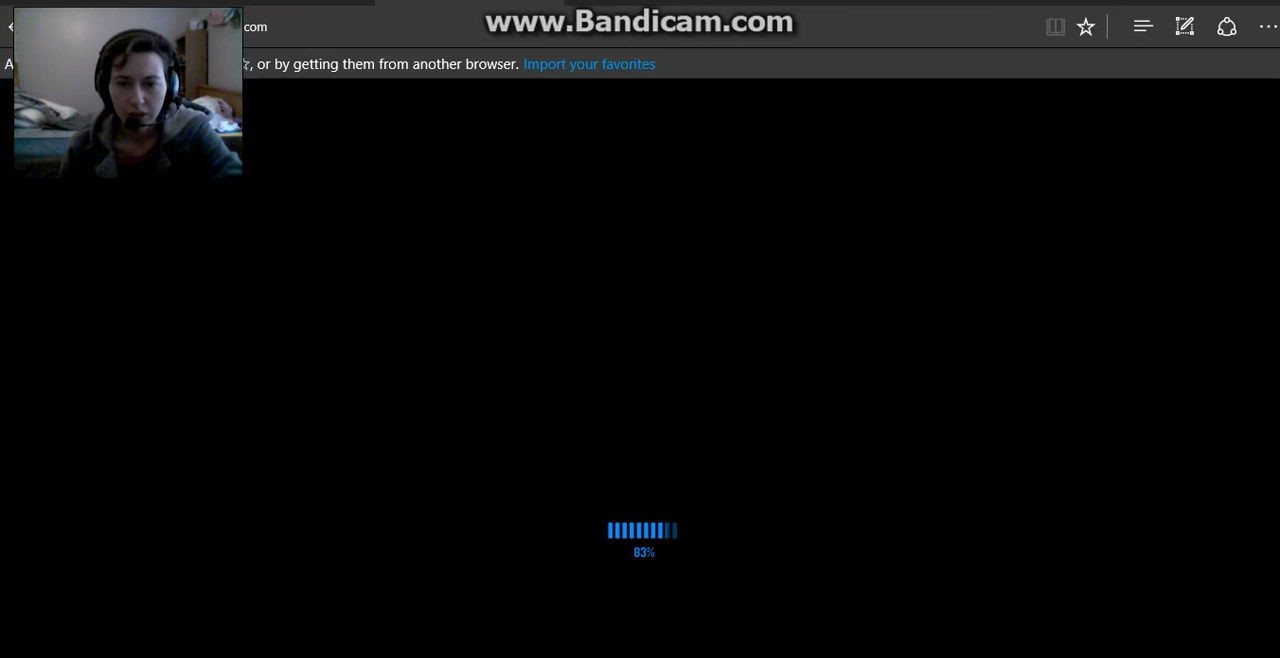 com
www.Bandicam.com
A
, or by getting them from another browser. Import your favorites
83%